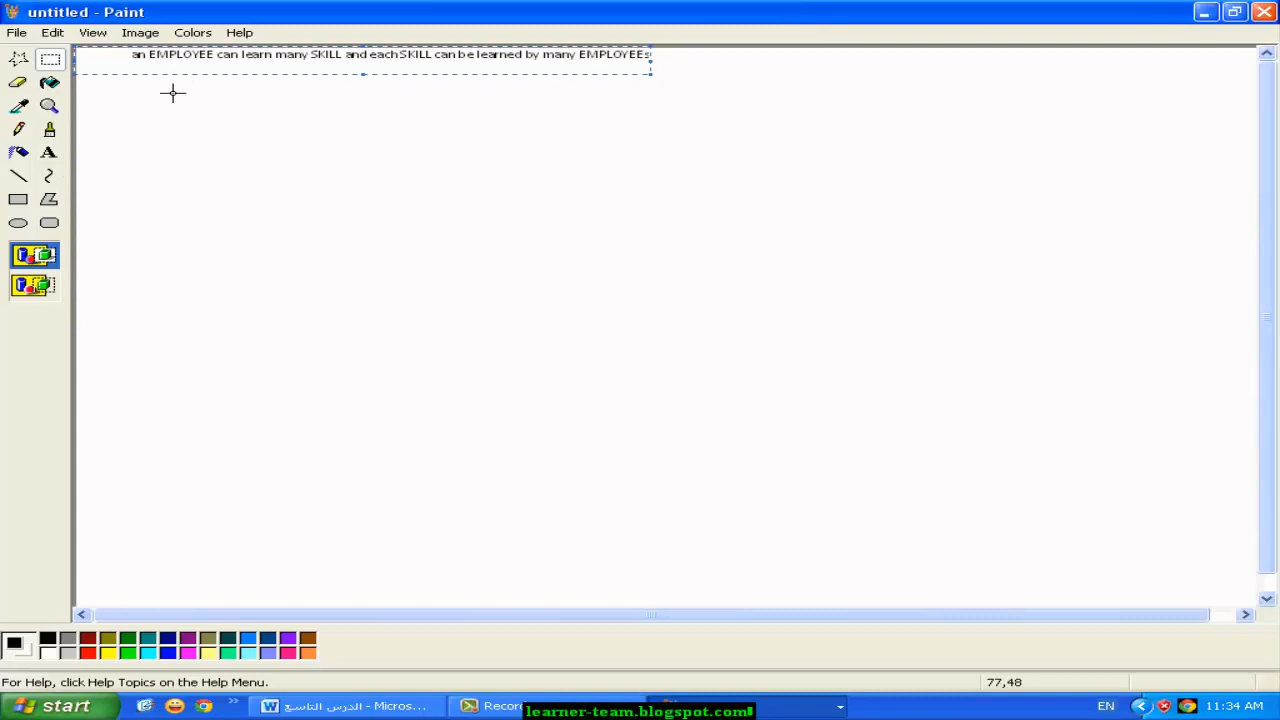 untitled - Paint
File Edit View Image Colors Help
an EMPLOYEE can learn many SKILL and each SKILL can be learned by many EMPLOYEEs
For Help, click Help Topics on the Help Menu.
77,48
start
الدرس التاسع - Micros...
Recor
EN
11:34 AM
learner-team.blogspot.com